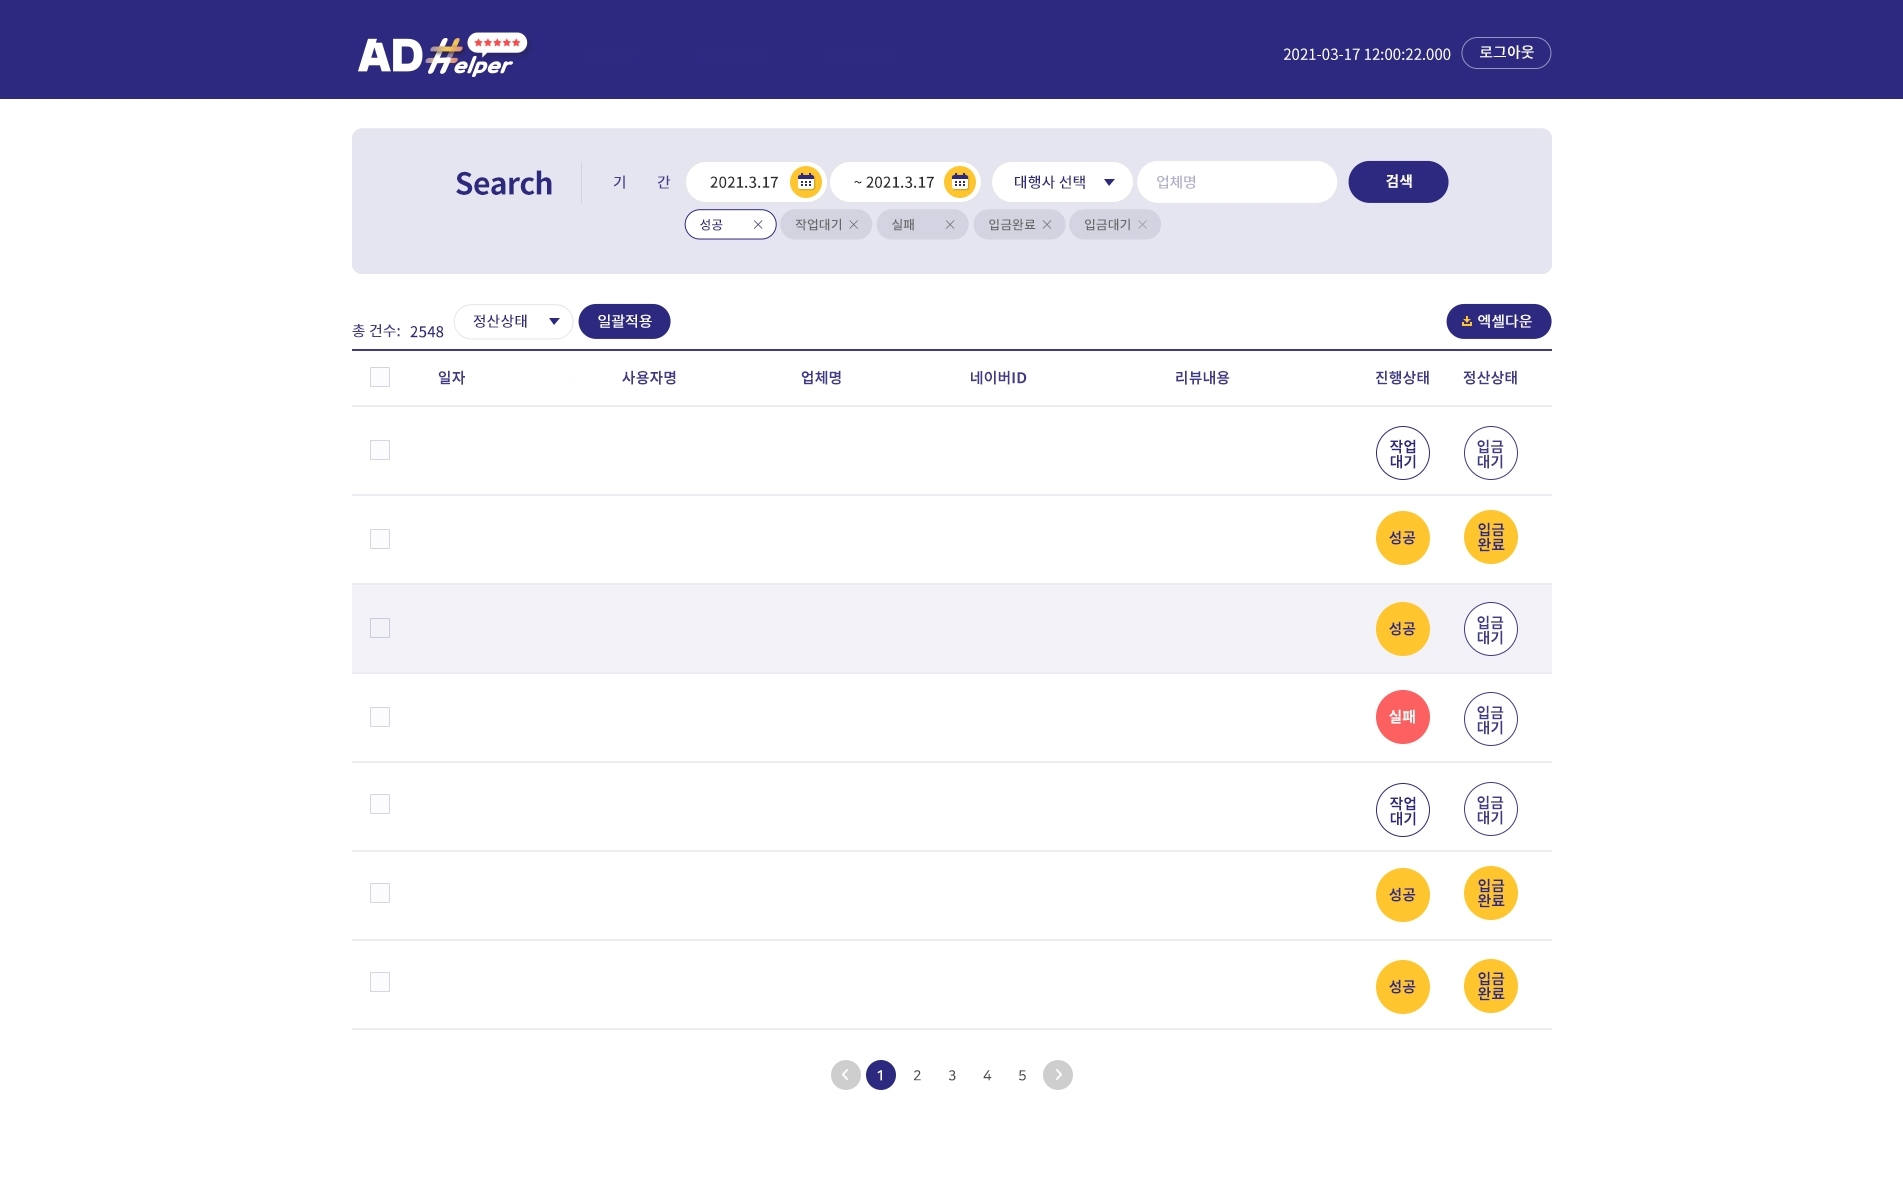 AD #elper
2021-03-17 12:00:22.000 로그아웃
Search 기 간 2021.3.17 ~ 2021.3.17 대행사 선택 업체명 검색
성공 작업대기 실패 입금완료 입금대기
총 건수: 2548 정산상태 일괄적용 엑셀다운
일자 사용자명 업체명 네이버ID 리뷰내용 진행상태 정산상태
작업 입금
대기 대기
성공 입금
완료
성공 입금
대기
실패 입금
대기
작업 입금
대기 대기
성공 입금
완료
성공 입금
완료
1 2 3 4 5